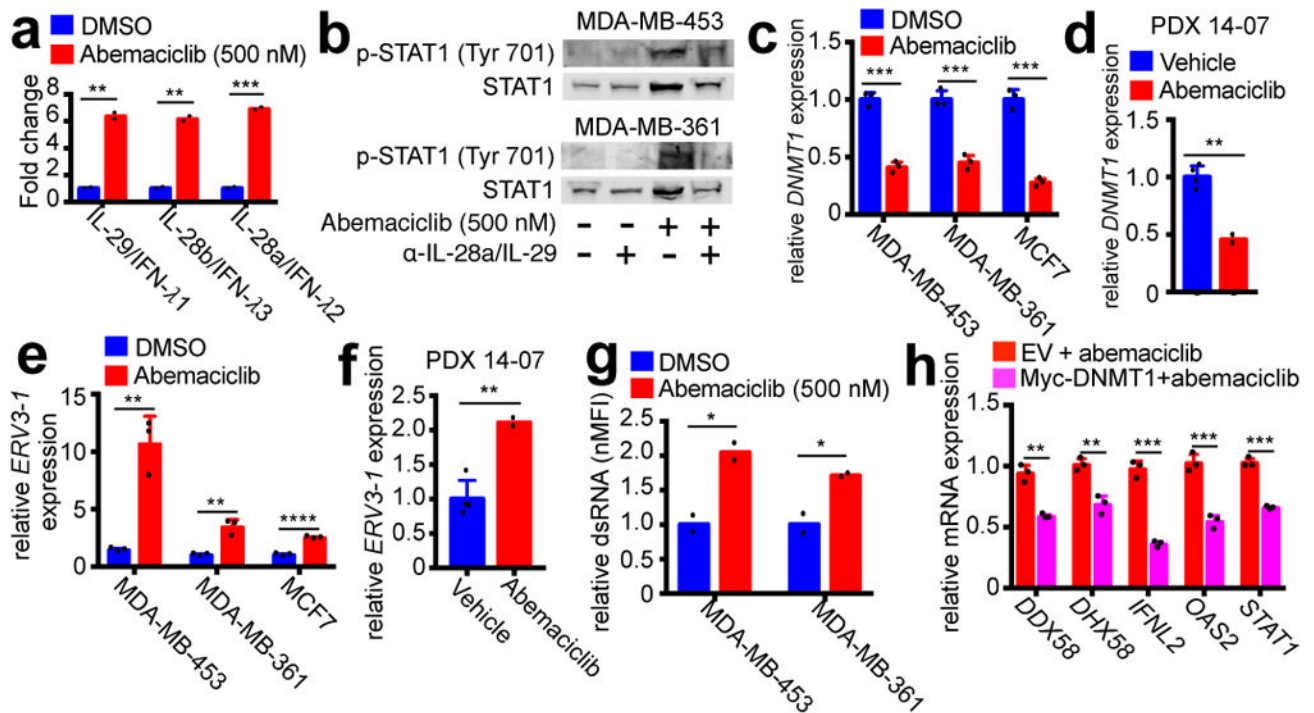 a
DMSO
Abemaciclib (500 nM)
Fold change
8
6
4
2
0
**
**
***
IL-29/IFN-λ1
IL-28b/IFN-λ3
IL-28a/IFN-λ2
b
MDA-MB-453
p-STAT1 (Tyr 701)
STAT1
MDA-MB-361
p-STAT1 (Tyr 701)
STAT1
Abemaciclib (500 nM) - - + +
α-IL-28a/IL-29 - + - +
c
DMSO
Abemaciclib
relative DNMT1 expression
1.5
1.0
0.5
0
***
***
***
MDA-MB-453
MDA-MB-361
MCF7
d
PDX 14-07
Vehicle
Abemaciclib
relative DNMT1 expression
1.5
1.0
0.5
0
**
e
DMSO
Abemaciclib
relative ERV3-1
expression
15
10
5
0
**
**
****
MDA-MB-453
MDA-MB-361
MCF7
f
PDX 14-07
relative ERV3-1 expression
2.5
2.0
1.5
1.0
0.5
0
**
Vehicle
Abemaciclib
g
DMSO
Abemaciclib (500 nM)
relative dsRNA (nMFI)
2.5
2.0
1.5
1.0
2.0
0
*
*
MDA-MB-453
MDA-MB-361
h
EV + abemaciclib
Myc-DNMT1+abemaciclib
relative mRNA expression
1.5
1.0
0.5
0
**
**
***
***
***
DDX58
DHX58
IFNL2
OAS2
STAT1